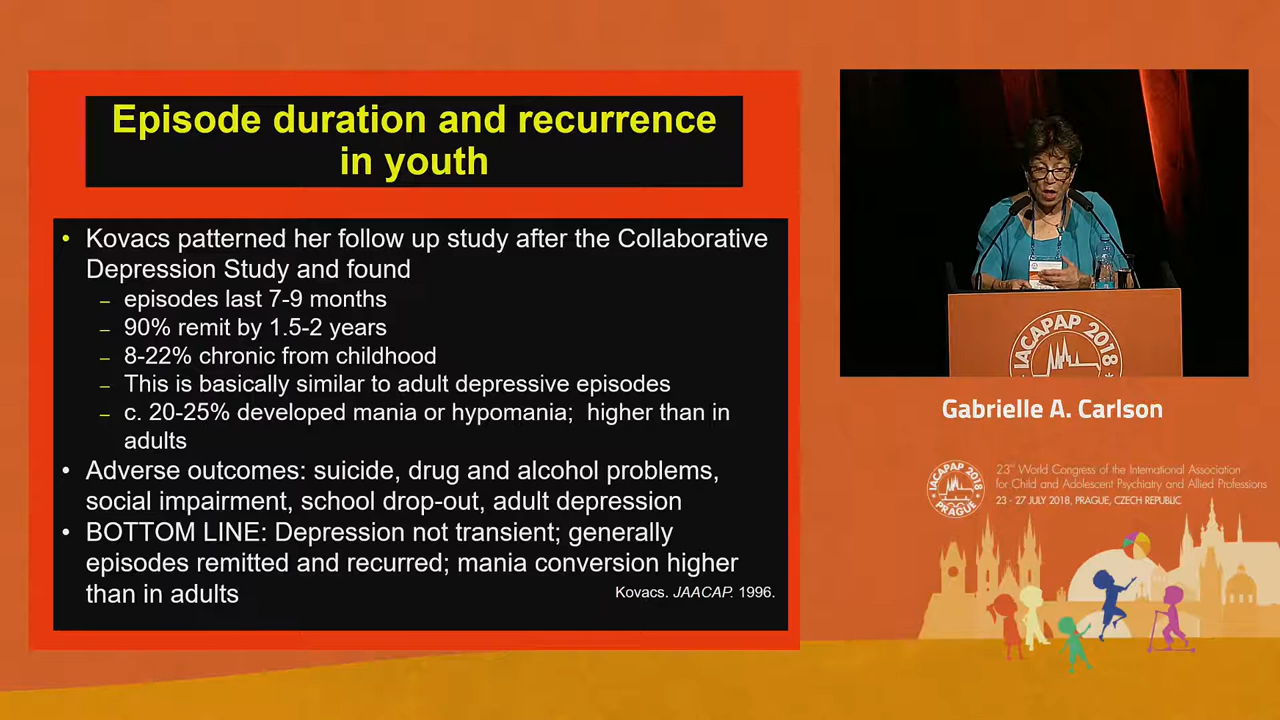 Episode duration and recurrence
in youth
• Kovacs patterned her follow up study after the Collaborative
Depression Study and found
– episodes last 7-9 months
– 90% remit by 1.5-2 years
– 8-22% chronic from childhood
– This is basically similar to adult depressive episodes
– c. 20-25% developed mania or hypomania;  higher than in
adults
• Adverse outcomes: suicide, drug and alcohol problems,
social impairment, school drop-out, adult depression
• BOTTOM LINE: Depression not transient; generally
episodes remitted and recurred; mania conversion higher
than in adults
Kovacs. JAACAP. 1996.
IACAPAP 2018
Gabrielle A. Carlson
IACAPAP 2018
PRAGUE
23rd World Congress of the International Association
for Child and Adolescent Psychiatry and Allied Professions
23 - 27 JULY 2018, PRAGUE, CZECH REPUBLIC